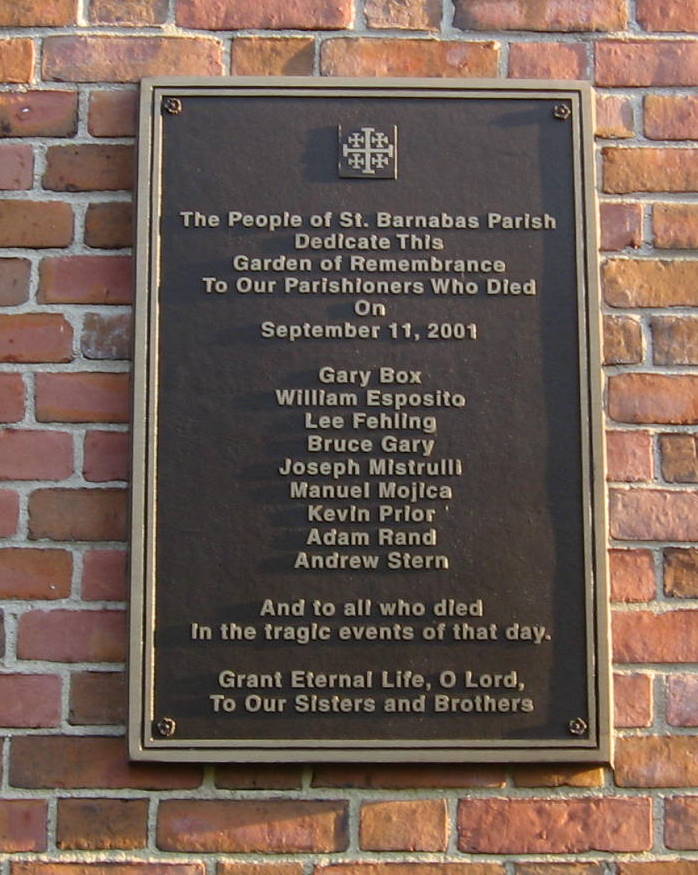 The People of St. Barnabas Parish
Dedicate This
Garden of Remembrance
To Our Parishioners Who Died
On
September 11, 2001
Gary Box
William Esposito
Lee Fehling
Bruce Gary
Joseph Mistrulli
Manuel Mojica
Kevin Prior
Adam Rand
Andrew Stern
And to all who died
In the tragic events of that day.
Grant Eternal Life, O Lord,
To Our Sisters and Brothers